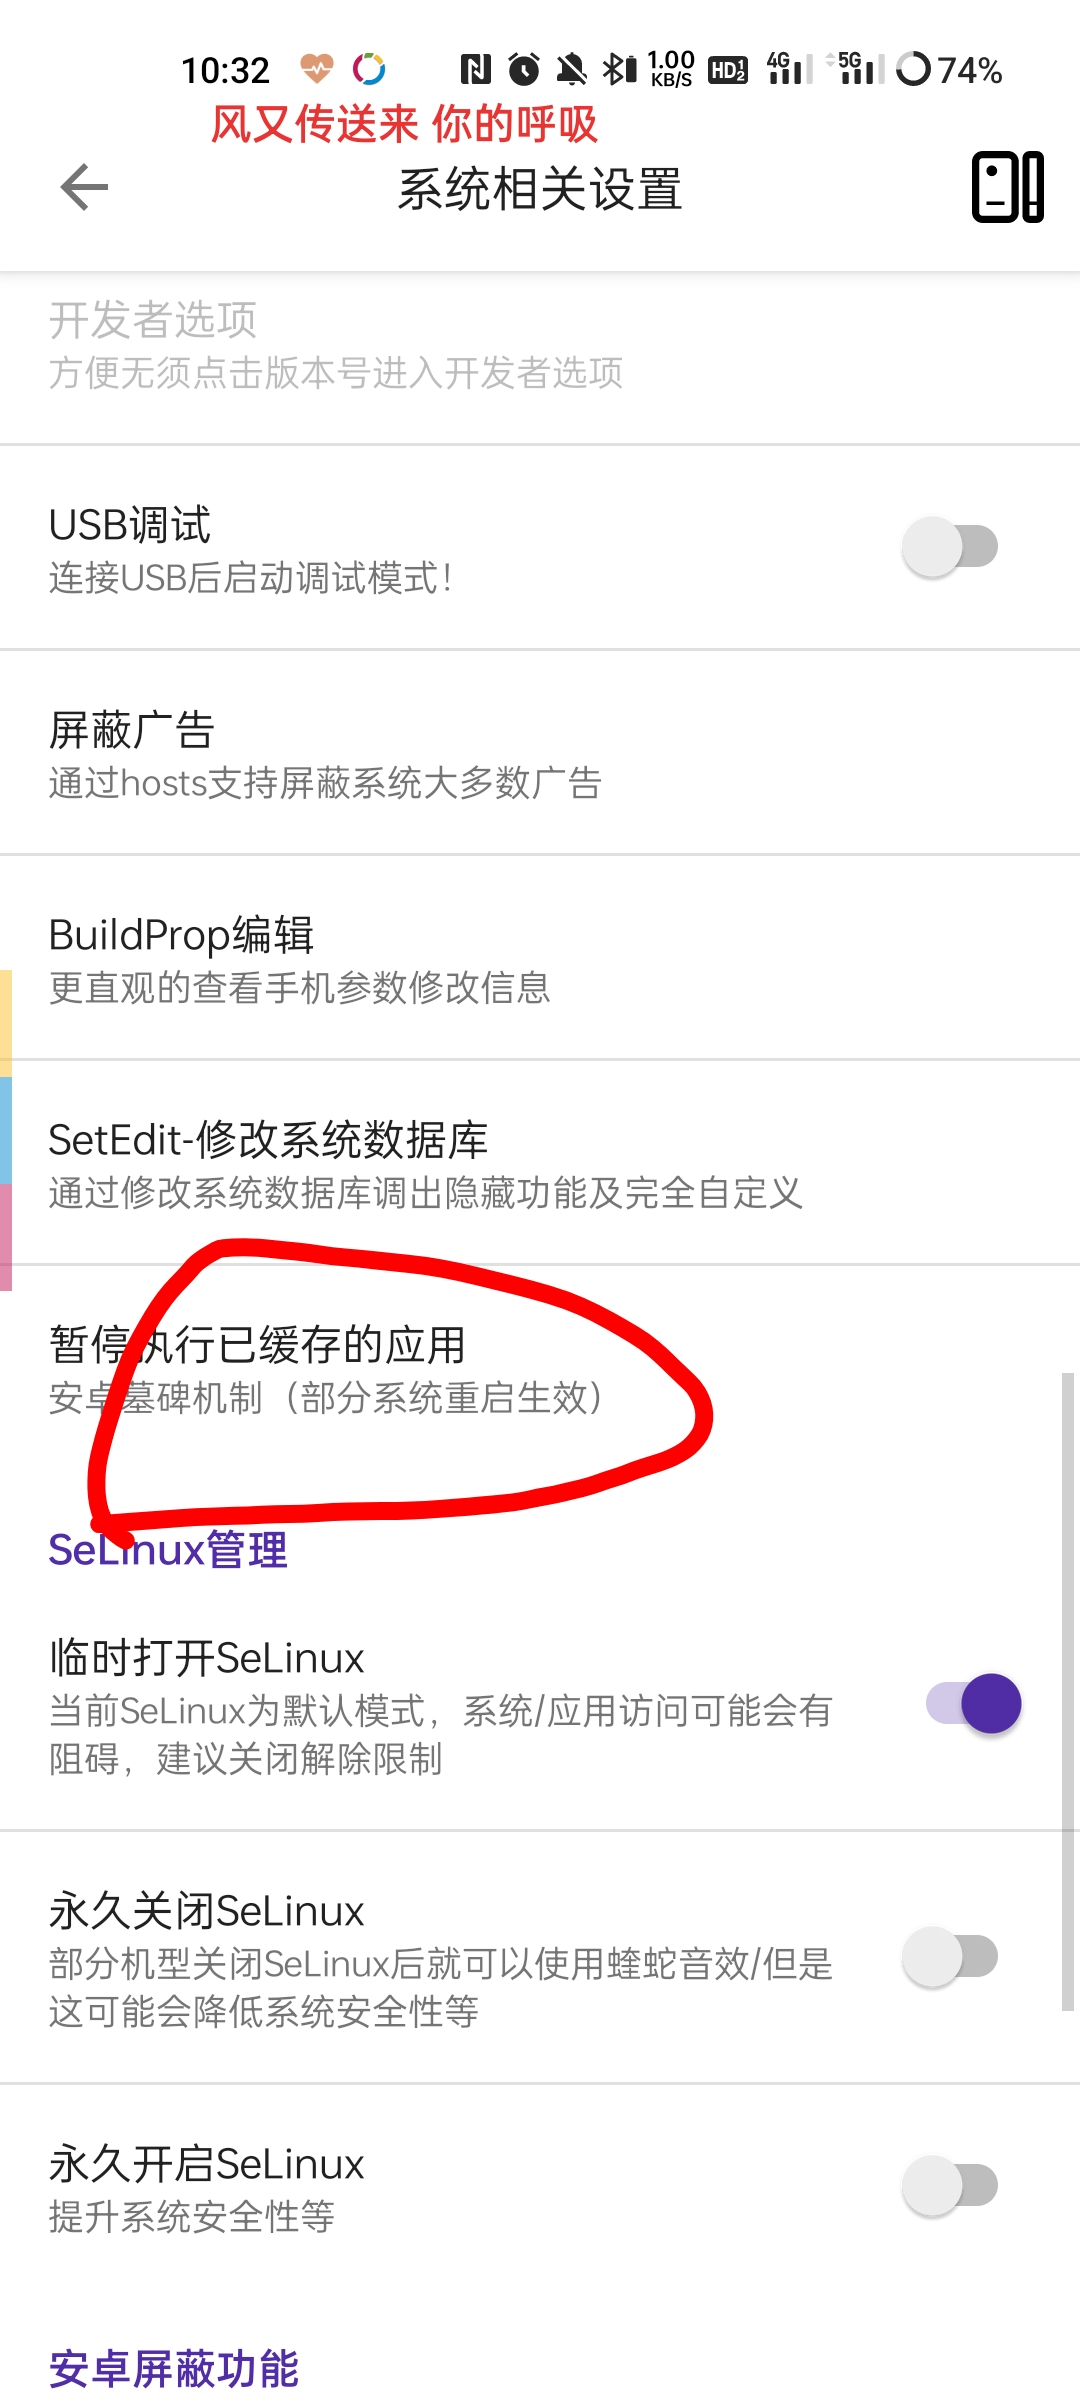 10:32 1.00 KB/S HD 1 2 4G 5G 74%
风又传送来 你的呼吸
系统相关设置
开发者选项
方便无须点击版本号进入开发者选项
USB调试
连接USB后启动调试模式！
屏蔽广告
通过hosts支持屏蔽系统大多数广告
BuildProp编辑
更直观的查看手机参数修改信息
SetEdit-修改系统数据库
通过修改系统数据库调出隐藏功能及完全自定义
暂停执行已缓存的应用
安卓墓碑机制（部分系统重启生效）
SeLinux管理
临时打开SeLinux
当前SeLinux为默认模式，系统/应用访问可能会有
阻碍，建议关闭解除限制
永久关闭SeLinux
部分机型关闭SeLinux后就可以使用蝰蛇音效/但是
这可能会降低系统安全性等
永久开启SeLinux
提升系统安全性等
安卓屏蔽功能